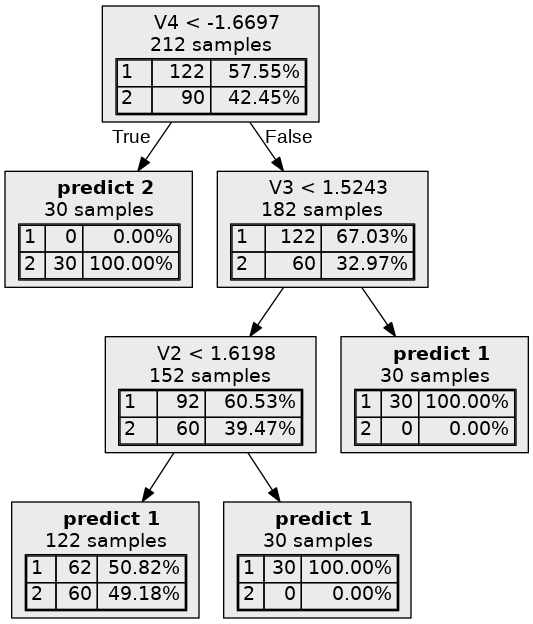 V4 < -1.6697
212 samples
1 122 57.55%
2 90 42.45%
True
False
predict 2
30 samples
1 0 0.00%
2 30 100.00%
V3 < 1.5243
182 samples
1 122 67.03%
2 60 32.97%
V2 < 1.6198
152 samples
1 92 60.53%
2 60 39.47%
predict 1
30 samples
1 30 100.00%
2 0 0.00%
predict 1
122 samples
1 62 50.82%
2 60 49.18%
predict 1
30 samples
1 30 100.00%
2 0 0.00%